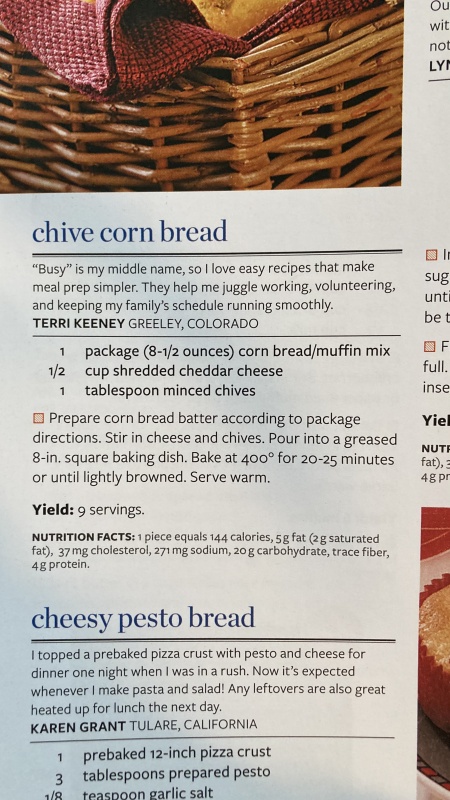 chive corn bread
“Busy” is my middle name, so I love easy recipes that make
meal prep simpler. They help me juggle working, volunteering,
and keeping my family’s schedule running smoothly.
TERRI KEENEY GREELEY, COLORADO
1 package (8-1/2 ounces) corn bread/muffin mix
1/2 cup shredded cheddar cheese
1 tablespoon minced chives
Prepare corn bread batter according to package
directions. Stir in cheese and chives. Pour into a greased
8-in. square baking dish. Bake at 400° for 20-25 minutes
or until lightly browned. Serve warm.
Yield: 9 servings.
NUTRITION FACTS: 1 piece equals 144 calories, 5 g fat (2 g saturated
fat), 37 mg cholesterol, 271 mg sodium, 20 g carbohydrate, trace fiber,
4 g protein.
cheesy pesto bread
I topped a prebaked pizza crust with pesto and cheese for
dinner one night when I was in a rush. Now it’s expected
whenever I make pasta and salad! Any leftovers are also great
heated up for lunch the next day.
KAREN GRANT TULARE, CALIFORNIA
1 prebaked 12-inch pizza crust
3 tablespoons prepared pesto
1/8 teaspoon garlic salt
Ou
wit
not
LYN
I
sug
unti
be t
F
full.
inse
Yiel
NUTR
fat), 3
4 g pr